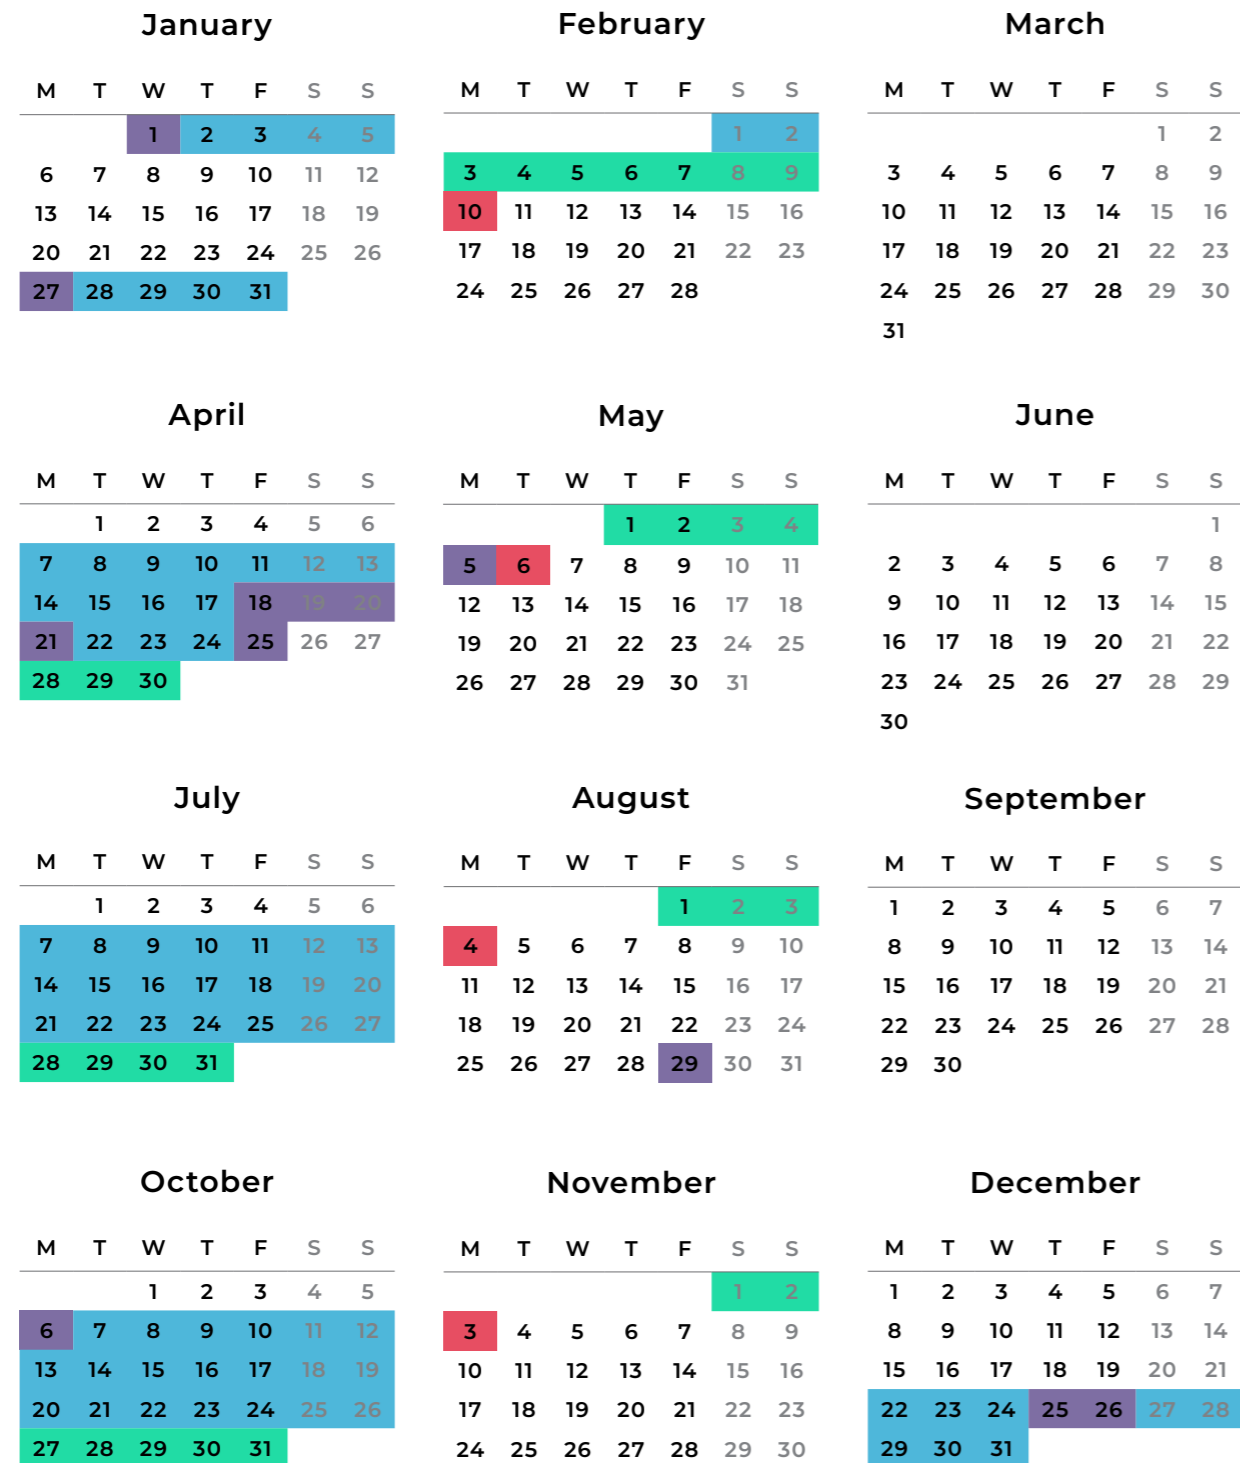 January
M T W T F S S
1 2 3 4 5
6 7 8 9 10 11 12
13 14 15 16 17 18 19
20 21 22 23 24 25 26
27 28 29 30 31
February
M T W T F S S
1 2
3 4 5 6 7 8 9
10 11 12 13 14 15 16
17 18 19 20 21 22 23
24 25 26 27 28
March
M T W T F S S
1 2
3 4 5 6 7 8 9
10 11 12 13 14 15 16
17 18 19 20 21 22 23
24 25 26 27 28 29 30
31
April
M T W T F S S
1 2 3 4 5 6
7 8 9 10 11 12 13
14 15 16 17 18 19 20
21 22 23 24 25 26 27
28 29 30
May
M T W T F S S
1 2 3 4
5 6 7 8 9 10 11
12 13 14 15 16 17 18
19 20 21 22 23 24 25
26 27 28 29 30 31
June
M T W T F S S
1
2 3 4 5 6 7 8
9 10 11 12 13 14 15
16 17 18 19 20 21 22
23 24 25 26 27 28 29
30
July
M T W T F S S
1 2 3 4 5 6
7 8 9 10 11 12 13
14 15 16 17 18 19 20
21 22 23 24 25 26 27
28 29 30 31
August
M T W T F S S
1 2 3
4 5 6 7 8 9 10
11 12 13 14 15 16 17
18 19 20 21 22 23 24
25 26 27 28 29 30 31
September
M T W T F S S
1 2 3 4 5 6 7
8 9 10 11 12 13 14
15 16 17 18 19 20 21
22 23 24 25 26 27 28
29 30
October
M T W T F S S
1 2 3 4 5
6 7 8 9 10 11 12
13 14 15 16 17 18 19
20 21 22 23 24 25 26
27 28 29 30 31
November
M T W T F S S
1 2
3 4 5 6 7 8 9
10 11 12 13 14 15 16
17 18 19 20 21 22 23
24 25 26 27 28 29 30
December
M T W T F S S
1 2 3 4 5 6 7
8 9 10 11 12 13 14
15 16 17 18 19 20 21
22 23 24 25 26 27 28
29 30 31